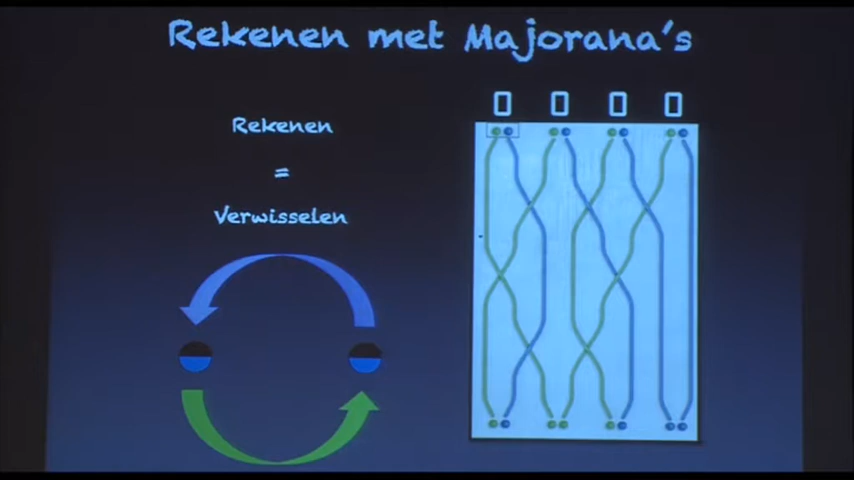 Rekenen met Majorana's
0 0 0 0
Rekenen
=
Verwisselen